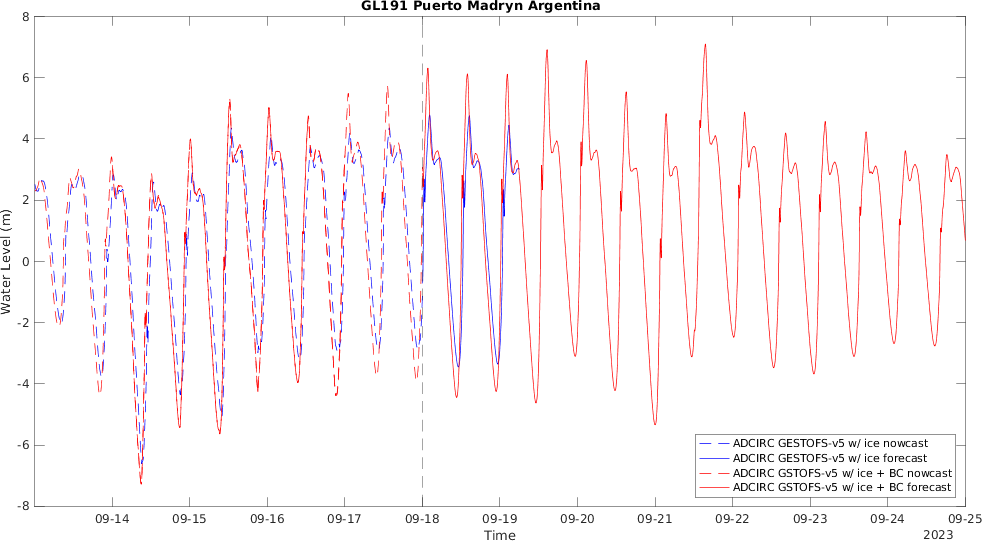 GL191 Puerto Madryn Argentina
8
6
4
2
0
-2
-4
-6
-8
Water Level (m)
ADCIRC GESTOFS-v5 w/ ice nowcast
ADCIRC GESTOFS-v5 w/ ice forecast
ADCIRC GSTOFS-v5 w/ ice + BC nowcast
ADCIRC GSTOFS-v5 w/ ice + BC forecast
09-14 09-15 09-16 09-17 09-18 09-19 09-20 09-21 09-22 09-23 09-24 09-25
Time
2023